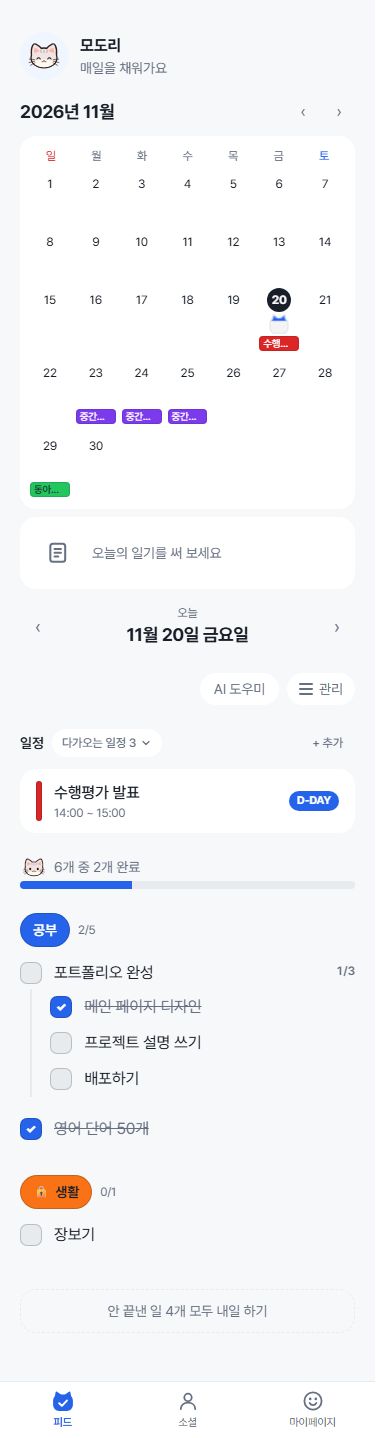 모도리
매일을 채워가요
2026년 11월
‹ ›
일 월 화 수 목 금 토
1 2 3 4 5 6 7
8 9 10 11 12 13 14
15 16 17 18 19 20 21
수행...
22 23 24 25 26 27 28
중간... 중간... 중간...
29 30
동아...
오늘의 일기를 써 보세요
오늘
‹ 11월 20일 금요일 ›
AI 도우미 관리
일정 다가오는 일정 3 + 추가
수행평가 발표
14:00 ~ 15:00
D-DAY
6개 중 2개 완료
공부 2/5
포트폴리오 완성 1/3
메인 페이지 디자인
프로젝트 설명 쓰기
배포하기
영어 단어 50개
생활 0/1
장보기
안 끝낸 일 4개 모두 내일 하기
피드 소셜 마이페이지